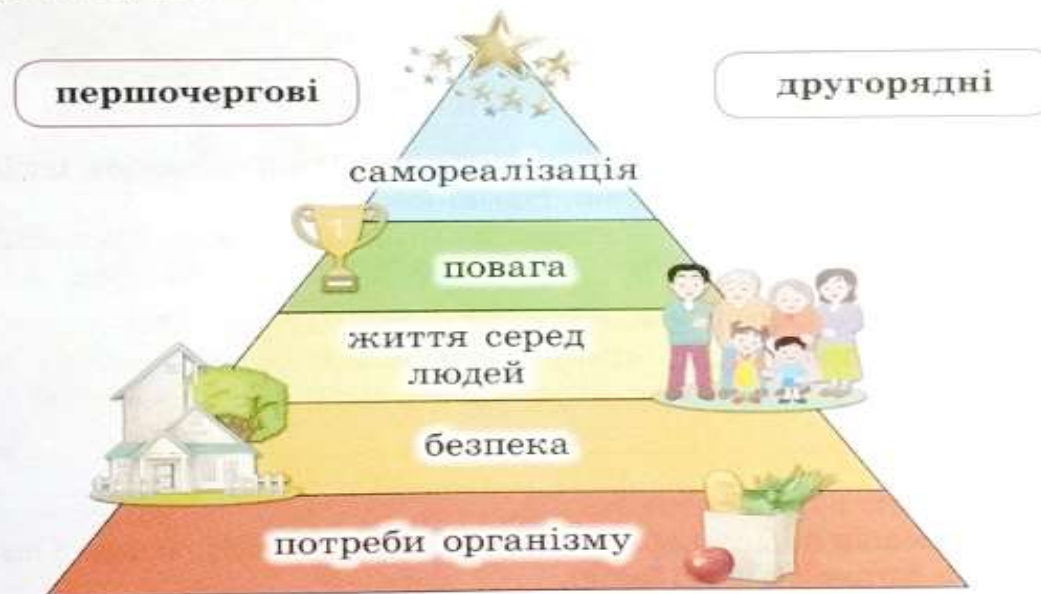 першочергові
другорядні
самореалізація
повага
життя серед
людей
безпека
потреби організму